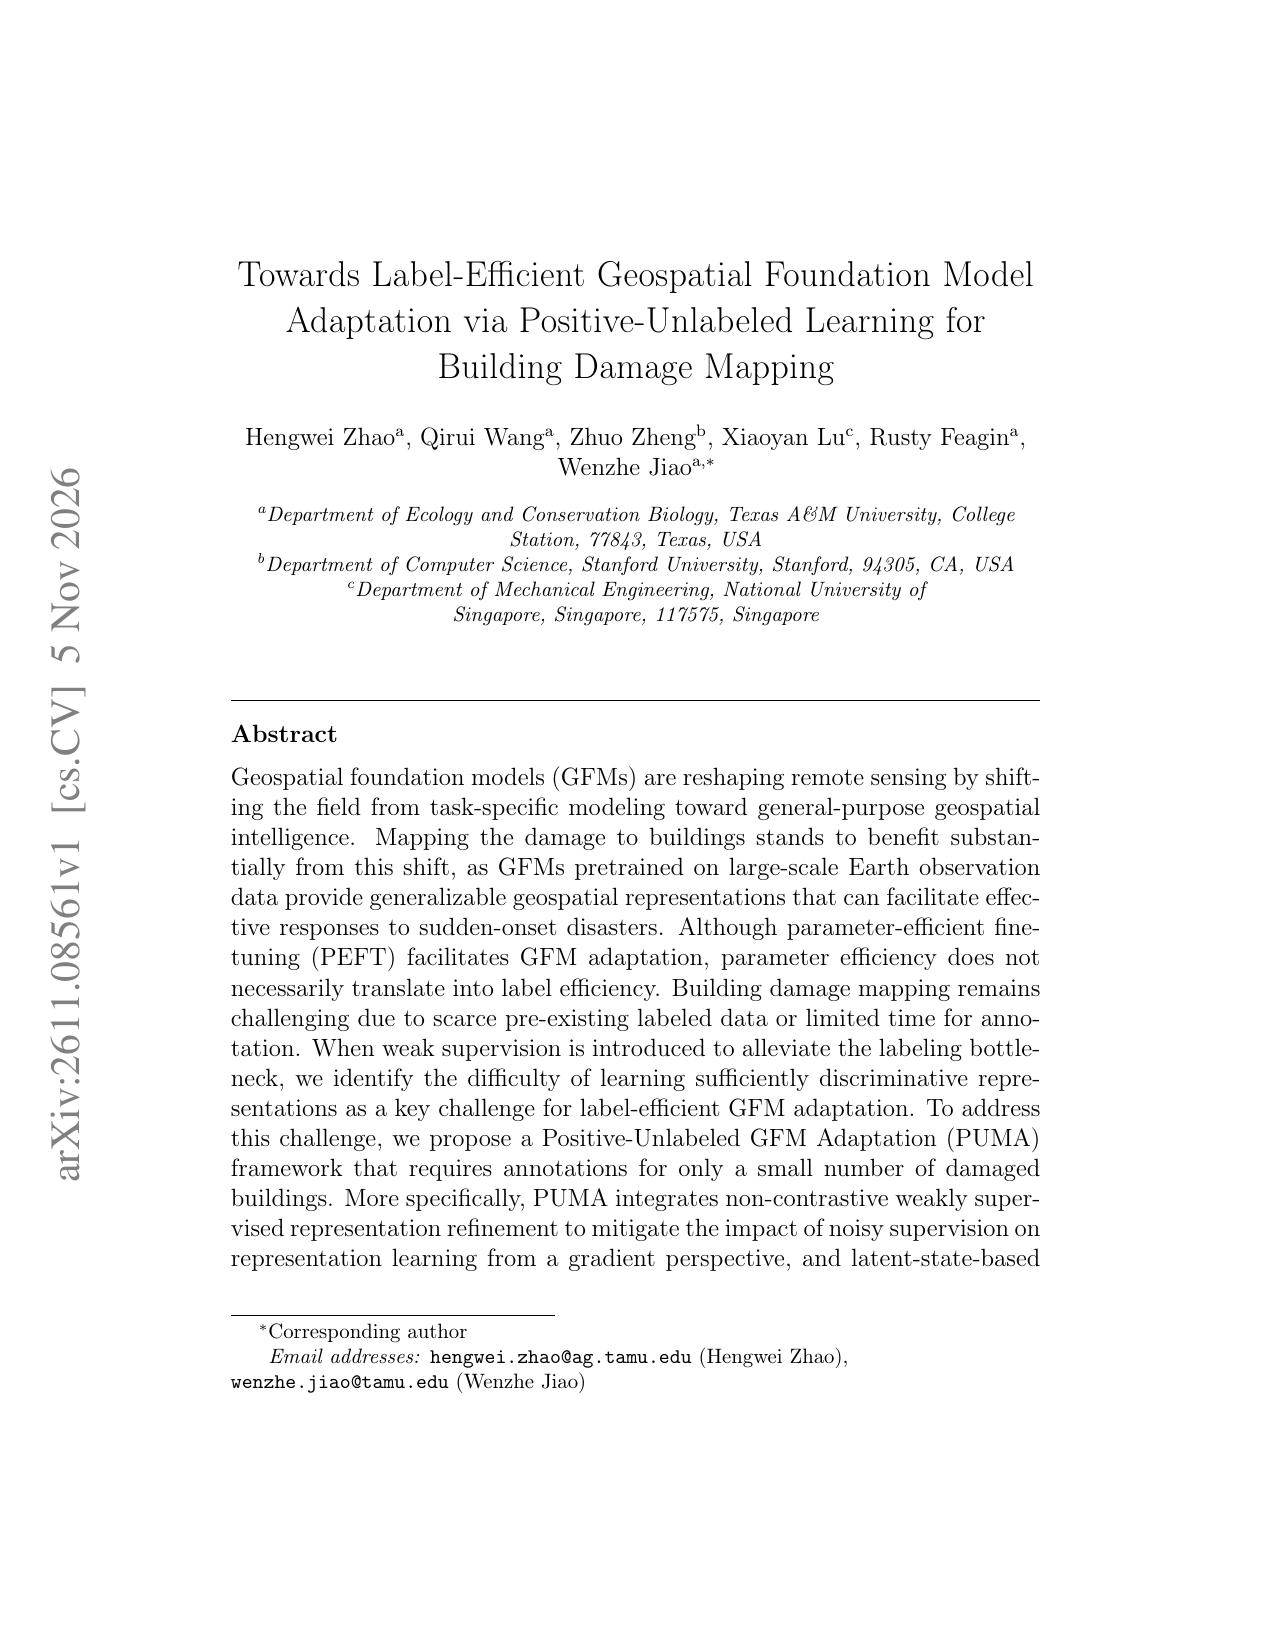 Towards Label-Efficient Geospatial Foundation Model
Adaptation via Positive-Unlabeled Learning for
Building Damage Mapping
Hengwei Zhaoᵃ, Qirui Wangᵃ, Zhuo Zhengᵇ, Xiaoyan Luᶜ, Rusty Feaginᵃ,
Wenzhe Jiaoᵃ,*
ᵃDepartment of Ecology and Conservation Biology, Texas A&M University, College
Station, 77843, Texas, USA
ᵇDepartment of Computer Science, Stanford University, Stanford, 94305, CA, USA
ᶜDepartment of Mechanical Engineering, National University of
Singapore, Singapore, 117575, Singapore
arXiv:2611.08561v1 [cs.CV] 5 Nov 2026
Abstract
Geospatial foundation models (GFMs) are reshaping remote sensing by shift-
ing the field from task-specific modeling toward general-purpose geospatial
intelligence. Mapping the damage to buildings stands to benefit substan-
tially from this shift, as GFMs pretrained on large-scale Earth observation
data provide generalizable geospatial representations that can facilitate effec-
tive responses to sudden-onset disasters. Although parameter-efficient fine-
tuning (PEFT) facilitates GFM adaptation, parameter efficiency does not
necessarily translate into label efficiency. Building damage mapping remains
challenging due to scarce pre-existing labeled data or limited time for anno-
tation. When weak supervision is introduced to alleviate the labeling bottle-
neck, we identify the difficulty of learning sufficiently discriminative repre-
sentations as a key challenge for label-efficient GFM adaptation. To address
this challenge, we propose a Positive-Unlabeled GFM Adaptation (PUMA)
framework that requires annotations for only a small number of damaged
buildings. More specifically, PUMA integrates non-contrastive weakly super-
vised representation refinement to mitigate the impact of noisy supervision on
representation learning from a gradient perspective, and latent-state-based
*Corresponding author
Email addresses: hengwei.zhao@ag.tamu.edu (Hengwei Zhao),
wenzhe.jiao@tamu.edu (Wenzhe Jiao)